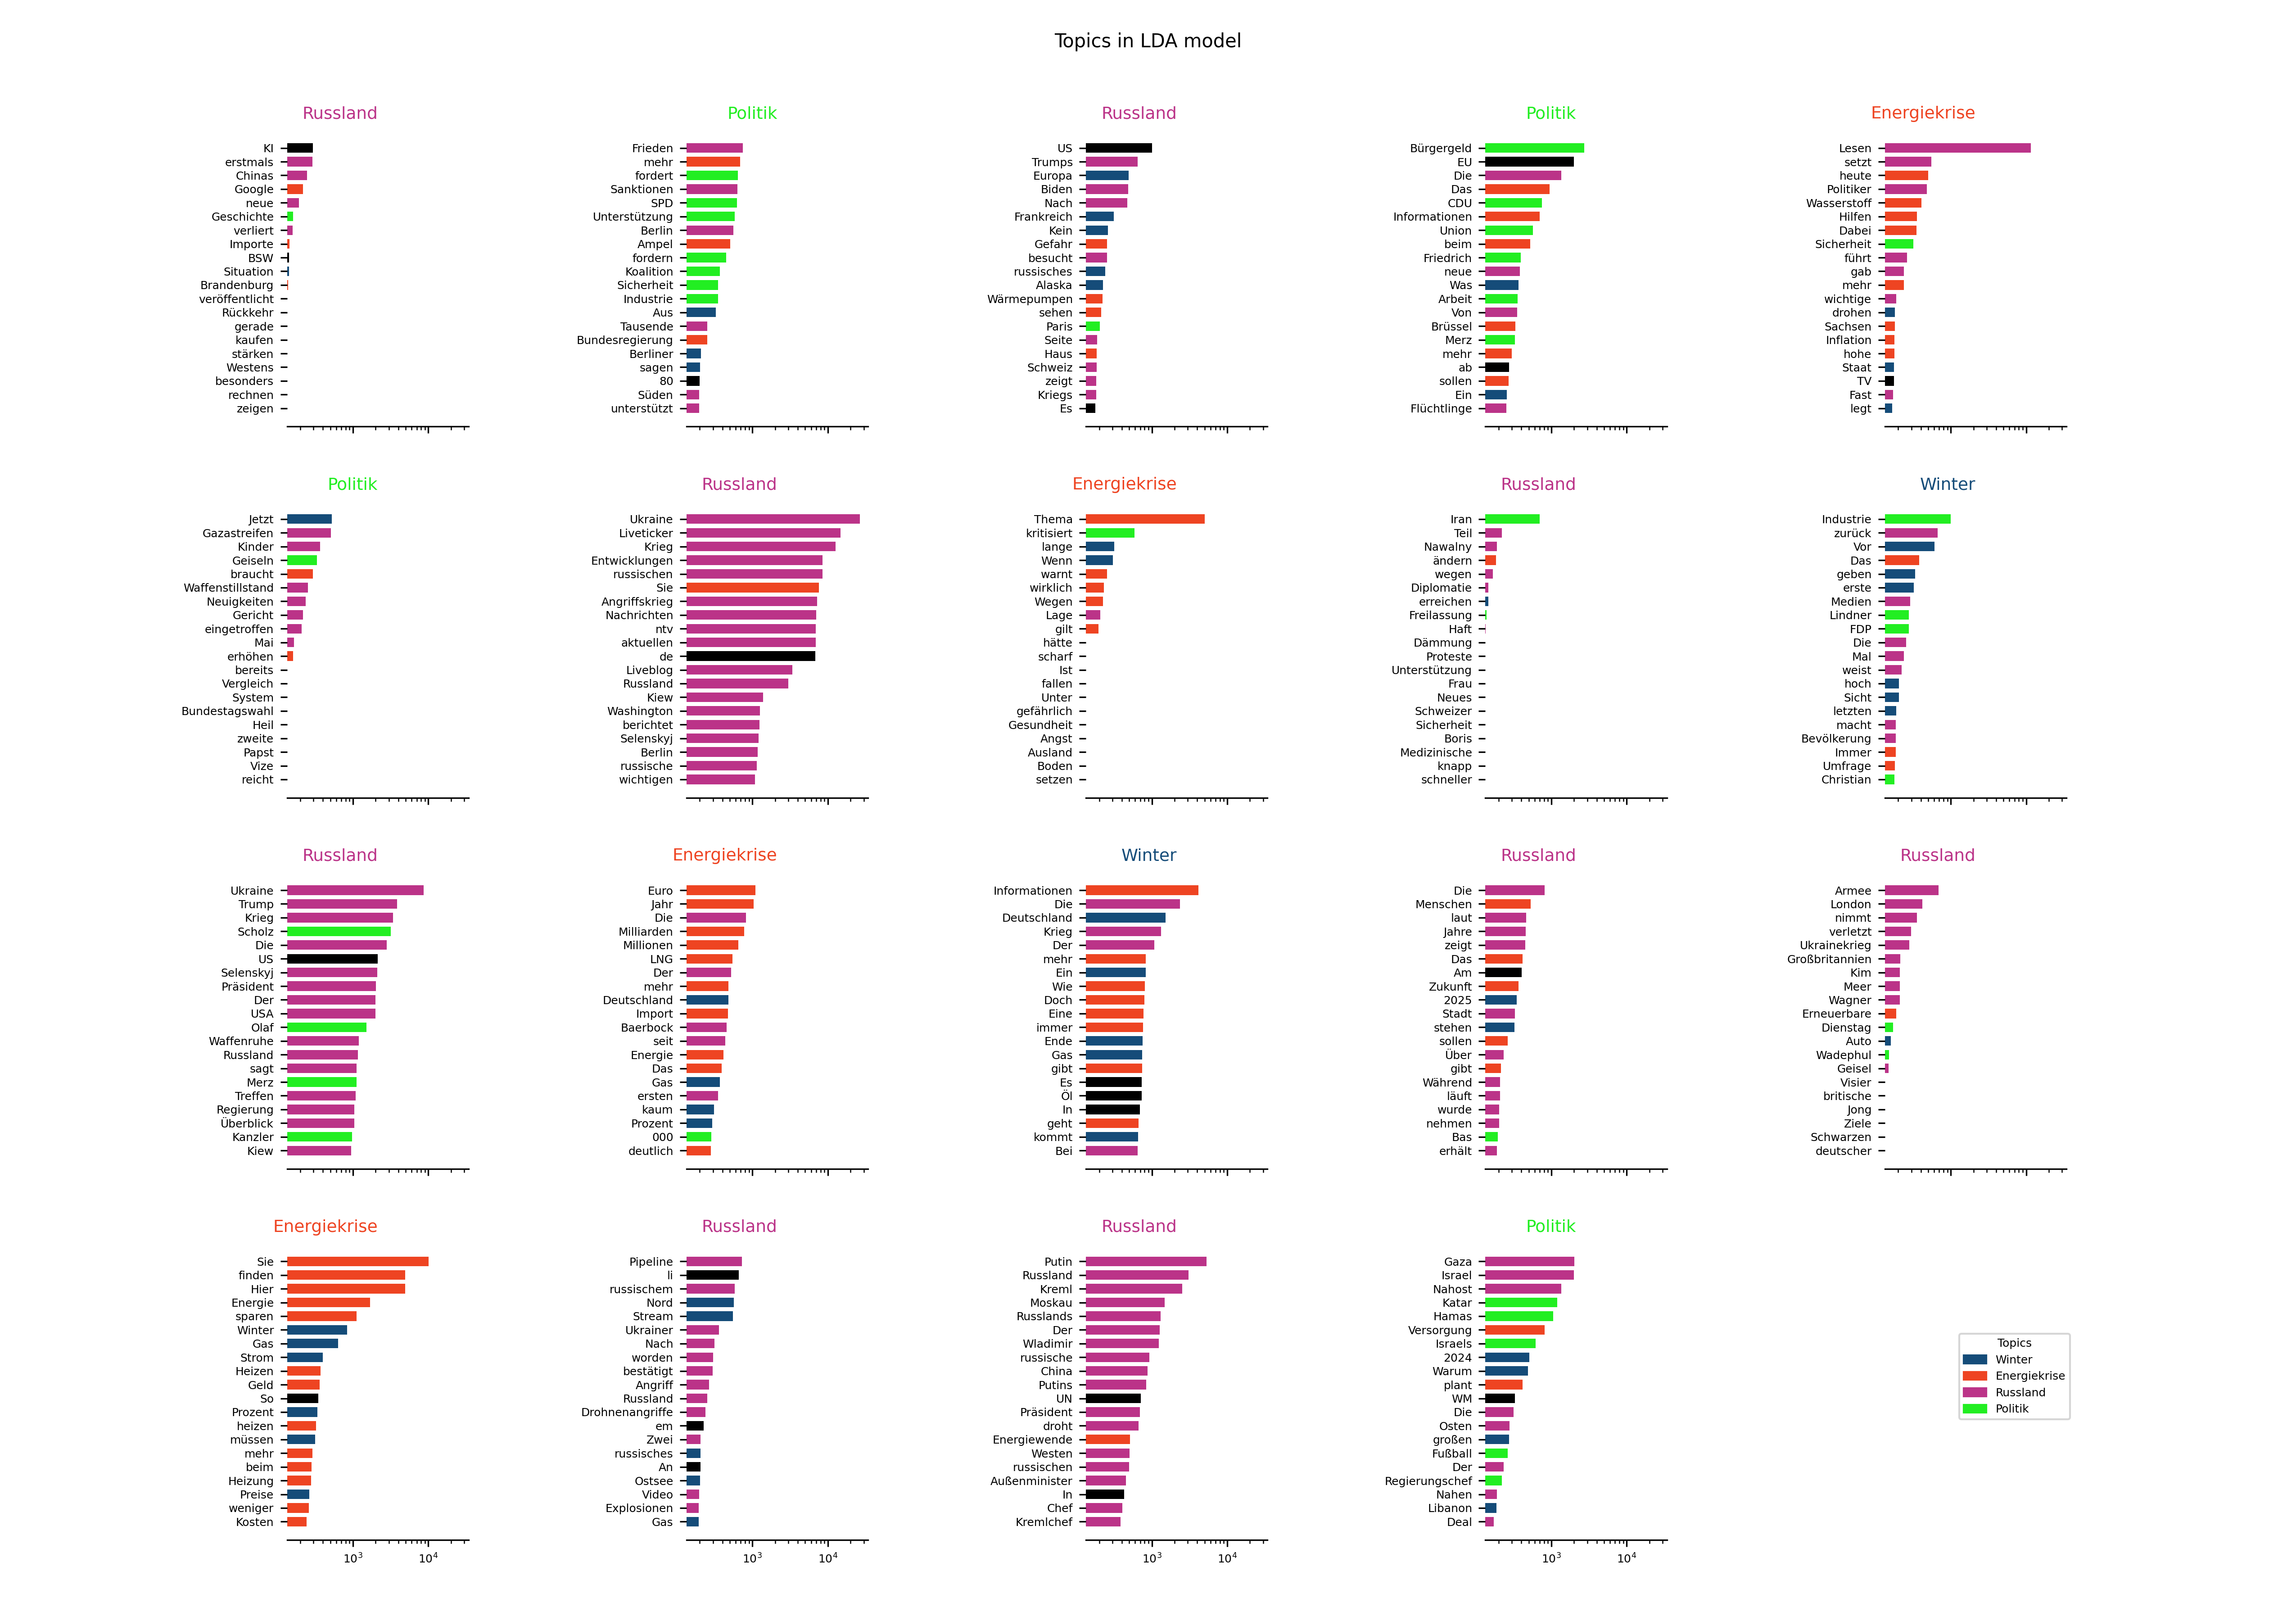 Topics in LDA model
Russland
KI
erstmals
Chinas
Google
neue
Geschichte
verliert
Importe
BSW
Situation
Brandenburg
veröffentlicht
Rückkehr
gerade
kaufen
stärken
Westens
besonders
rechnen
zeigen
Politik
Frieden
mehr
fordert
Sanktionen
SPD
Unterstützung
Berlin
Ampel
fordern
Koalition
Sicherheit
Industrie
Aus
Tausende
Bundesregierung
Berliner
sagen
80
Süden
unterstützt
Russland
US
Trumps
Europa
Biden
Nach
Frankreich
Kein
Gefahr
besucht
russisches
Alaska
Wärmepumpen
sehen
Paris
Seite
Haus
Schweiz
zeigt
Kriegs
Es
Politik
Bürgergeld
EU
Die
Das
CDU
Informationen
Union
beim
Friedrich
neue
Was
Arbeit
Von
Brüssel
Merz
mehr
ab
sollen
Ein
Flüchtlinge
Energiekrise
Lesen
setzt
heute
Politiker
Wasserstoff
Hilfen
Dabei
Sicherheit
führt
gab
mehr
wichtige
drohen
Sachsen
Inflation
hohe
Staat
TV
Fast
legt
Politik
Jetzt
Gazastreifen
Kinder
Geiseln
braucht
Waffenstillstand
Neuigkeiten
Gericht
eingetroffen
Mai
erhöhen
bereits
Vergleich
System
Bundestagswahl
Heil
zweite
Papst
Vize
reicht
Russland
Ukraine
Liveticker
Krieg
Entwicklungen
russischen
Sie
Angriffskrieg
Nachrichten
ntv
aktuellen
de
Liveblog
Russland
Kiew
Washington
berichtet
Selenskyj
Berlin
russische
wichtigen
Energiekrise
Thema
kritisiert
lange
Wenn
warnt
wirklich
Wegen
Lage
gilt
hätte
scharf
Ist
fallen
Unter
gefährlich
Gesundheit
Angst
Ausland
Boden
setzen
Russland
Iran
Teil
Nawalny
ändern
wegen
Diplomatie
erreichen
Freilassung
Haft
Dämmung
Proteste
Unterstützung
Frau
Neues
Schweizer
Sicherheit
Boris
Medizinische
knapp
schneller
Winter
Industrie
zurück
Vor
Das
geben
erste
Medien
Lindner
FDP
Die
Mal
weist
hoch
Sicht
letzten
macht
Bevölkerung
Immer
Umfrage
Christian
Russland
Ukraine
Trump
Krieg
Scholz
Die
US
Selenskyj
Präsident
Der
USA
Olaf
Waffenruhe
Russland
sagt
Merz
Treffen
Regierung
Überblick
Kanzler
Kiew
Energiekrise
Euro
Jahr
Die
Milliarden
Millionen
LNG
Der
mehr
Deutschland
Import
Baerbock
seit
Energie
Das
Gas
ersten
kaum
Prozent
000
deutlich
Winter
Informationen
Die
Deutschland
Krieg
Der
mehr
Ein
Wie
Doch
Eine
immer
Ende
Gas
gibt
Es
Öl
In
geht
kommt
Bei
Russland
Die
Menschen
laut
Jahre
zeigt
Das
Am
Zukunft
2025
Stadt
stehen
sollen
Über
gibt
Während
läuft
wurde
nehmen
Bas
erhält
Russland
Armee
London
nimmt
verletzt
Ukrainekrieg
Großbritannien
Kim
Meer
Wagner
Erneuerbare
Dienstag
Auto
Wadephul
Geisel
Visier
britische
Jong
Ziele
Schwarzen
deutscher
Energiekrise
Sie
finden
Hier
Energie
sparen
Winter
Gas
Strom
Heizen
Geld
So
Prozent
heizen
müssen
mehr
beim
Heizung
Preise
weniger
Kosten
10³ 10⁴
Russland
Pipeline
li
russischem
Nord
Stream
Ukrainer
Nach
worden
bestätigt
Angriff
Russland
Drohnenangriffe
em
Zwei
russisches
An
Ostsee
Video
Explosionen
Gas
10³ 10⁴
Russland
Putin
Russland
Kreml
Moskau
Russlands
Der
Wladimir
russische
China
Putins
UN
Präsident
droht
Energiewende
Westen
russischen
Außenminister
In
Chef
Kremlchef
10³ 10⁴
Politik
Gaza
Israel
Nahost
Katar
Hamas
Versorgung
Israels
2024
Warum
plant
WM
Die
Osten
großen
Fußball
Der
Regierungschef
Nahen
Libanon
Deal
10³ 10⁴
Topics
Winter
Energiekrise
Russland
Politik